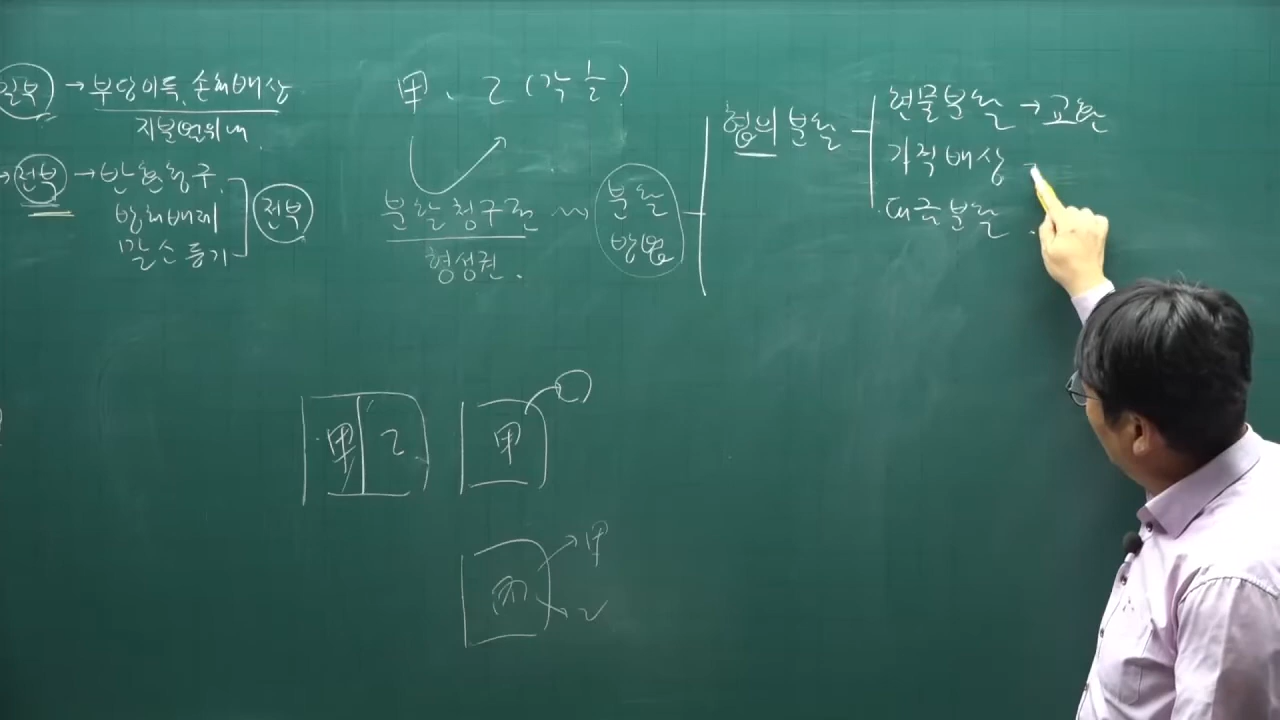 일부 → 부당이득, 손해배상
지분범위내.
→ 전부 → 반환청구.
방해배제
말소등기
전부
甲、乙 (각 1/2)
분할청구권
형성권.
분할
방법
협의분할
현물분할 → 교환
가격배상 →
대금분할
甲 乙
甲
丙
甲
乙